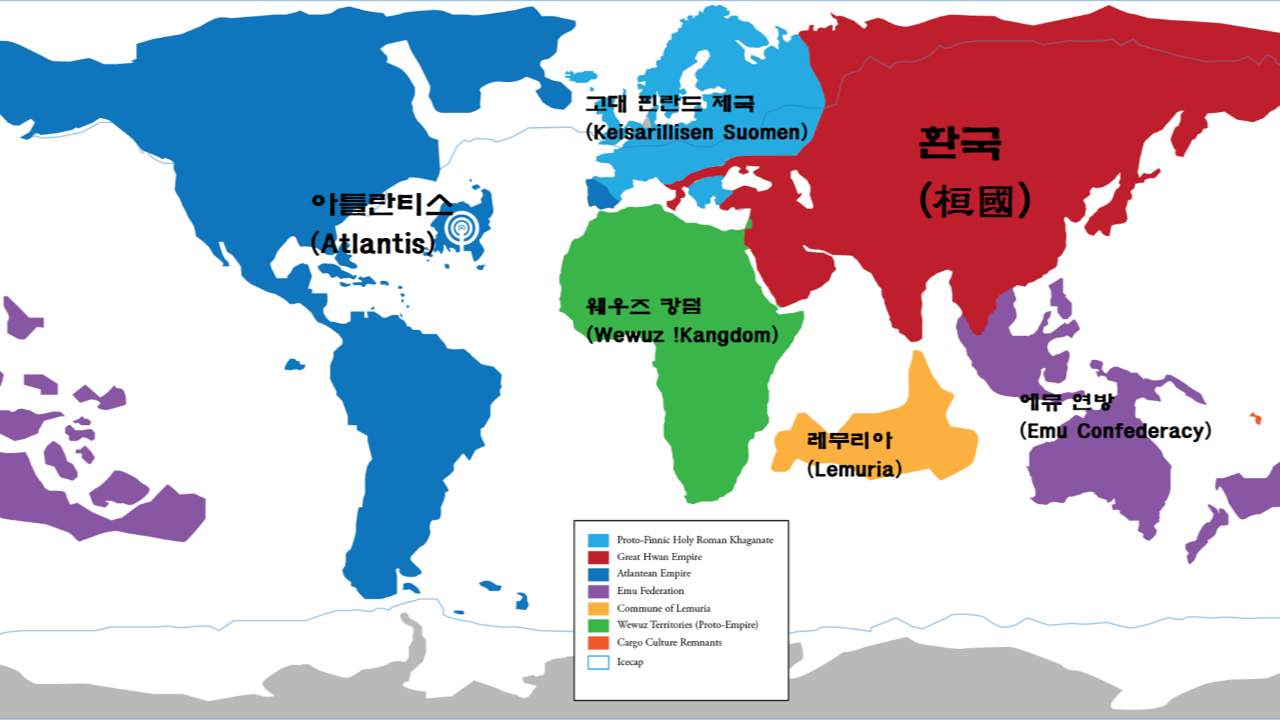 고대 핀란드 제국
(Keisarillisen Suomen)
환국
(桓國)
아틀란티스
(Atlantis)
웨우즈 캉덤
(Wewuz !Kangdom)
에뮤 연방
(Emu Confederacy)
레무리아
(Lemuria)
Proto-Finnic Holy Roman Khaganate
Great Hwan Empire
Atlantean Empire
Emu Federation
Commune of Lemuria
Wewuz Territories (Proto-Empire)
Cargo Culture Remnants
Icecap